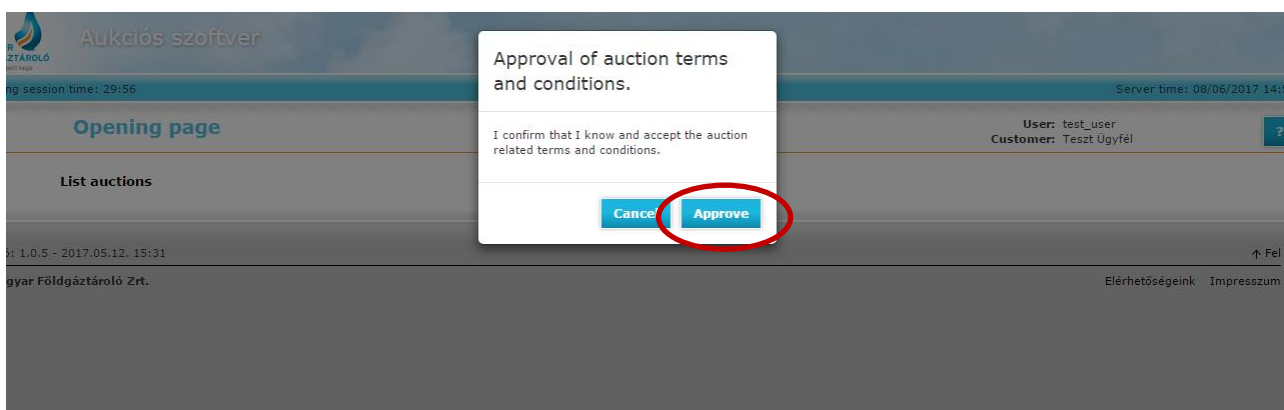 Aukciós szoftver
R
ZTÁROLÓ
ng session time: 29:56
Server time: 08/06/2017 14:
Opening page
User: test_user
Customer: Teszt Ügyfél
?
List auctions
Approval of auction terms
and conditions.
I confirm that I know and accept the auction
related terms and conditions.
Cancel
Approve
ó: 1.0.5 - 2017.05.12. 15:31
↑ Fel
gyar Földgáztároló Zrt.
Elérhetőségeink Impresszum